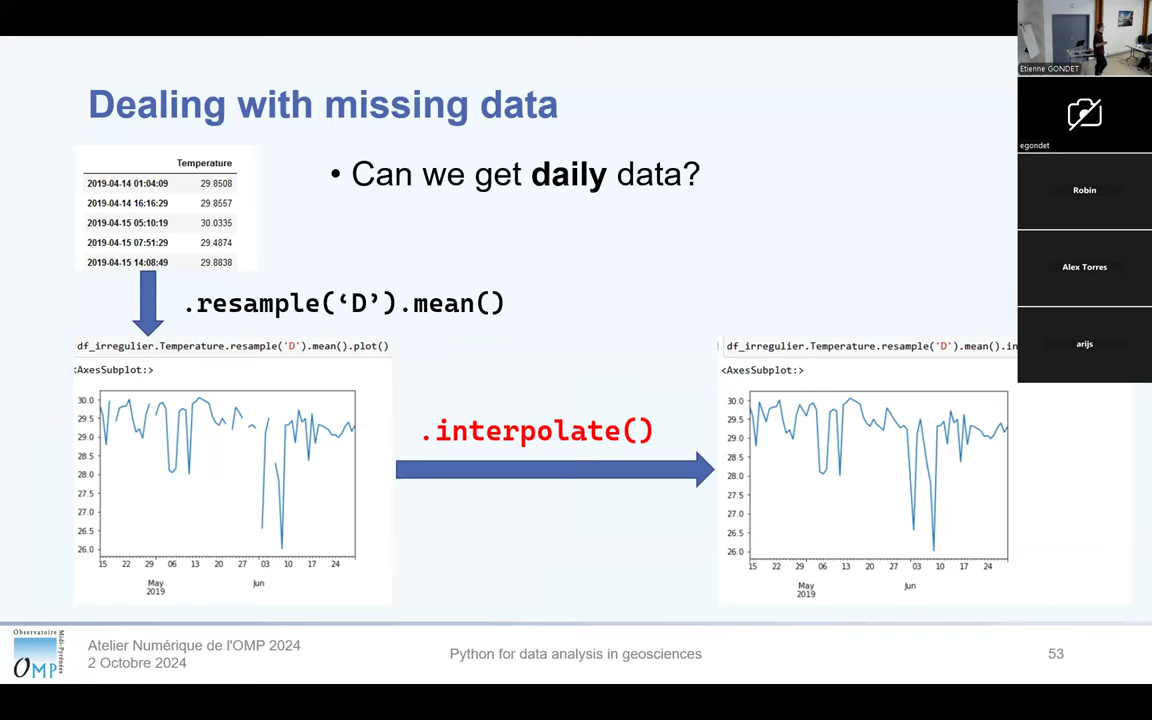 Dealing with missing data
• Can we get daily data?
Temperature
2019-04-14 01:04:09 29.8508
2019-04-14 16:16:29 29.8557
2019-04-15 05:10:19 30.0335
2019-04-15 07:51:29 29.4874
2019-04-15 14:08:49 29.8838
.resample(‘D’).mean()
df_irregulier.Temperature.resample('D').mean().plot()
<AxesSubplot:>
30.0
29.5
29.0
28.5
28.0
27.5
27.0
26.5
26.0
15 22 29 06 13 20 27 03 10 17 24
May Jun
2019
.interpolate()
df_irregulier.Temperature.resample('D').mean().in
<AxesSubplot:>
30.0
29.5
29.0
28.5
28.0
27.5
27.0
26.5
26.0
15 22 29 06 13 20 27 03 10 17 24
May Jun
2019
Observatoire
Midi-Pyrénées
OMP
Atelier Numérique de l'OMP 2024
2 Octobre 2024
Python for data analysis in geosciences
53
Etienne GONDET
egondet
Robin
Alex Torres
arijs